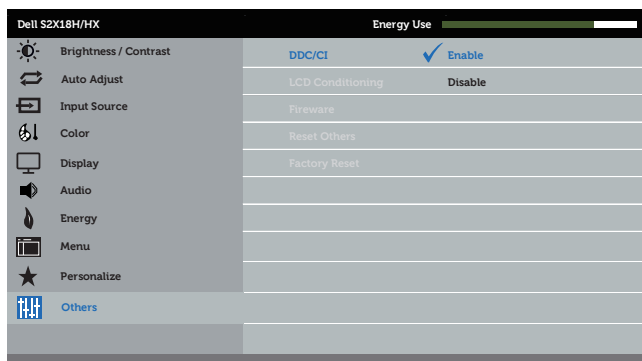 Dell S2X18H/HX Energy Use
Brightness / Contrast DDC/CI Enable
Auto Adjust LCD Conditioning Disable
Input Source Fireware
Color Reset Others
Display Factory Reset
Audio
Energy
Menu
Personalize
Others